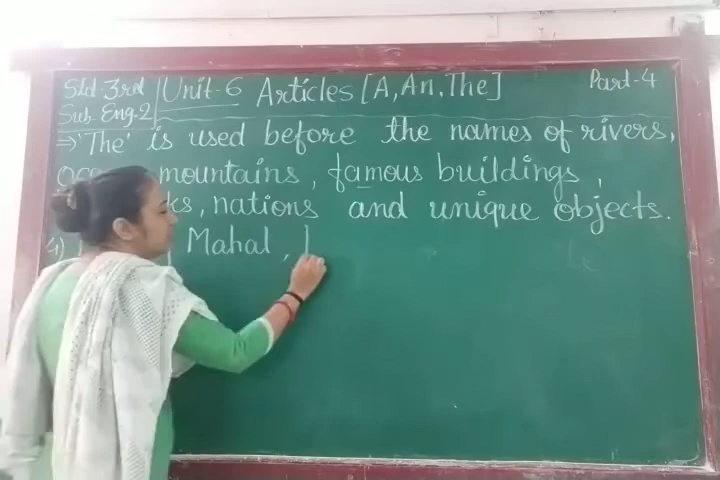 Std-3rd Unit-6 Articles [A, An, The] Part-4
Sub-Eng-2
⇒ 'The' is used before the names of rivers,
mountains, famous buildings,
nations and unique objects.
4) Mahal,